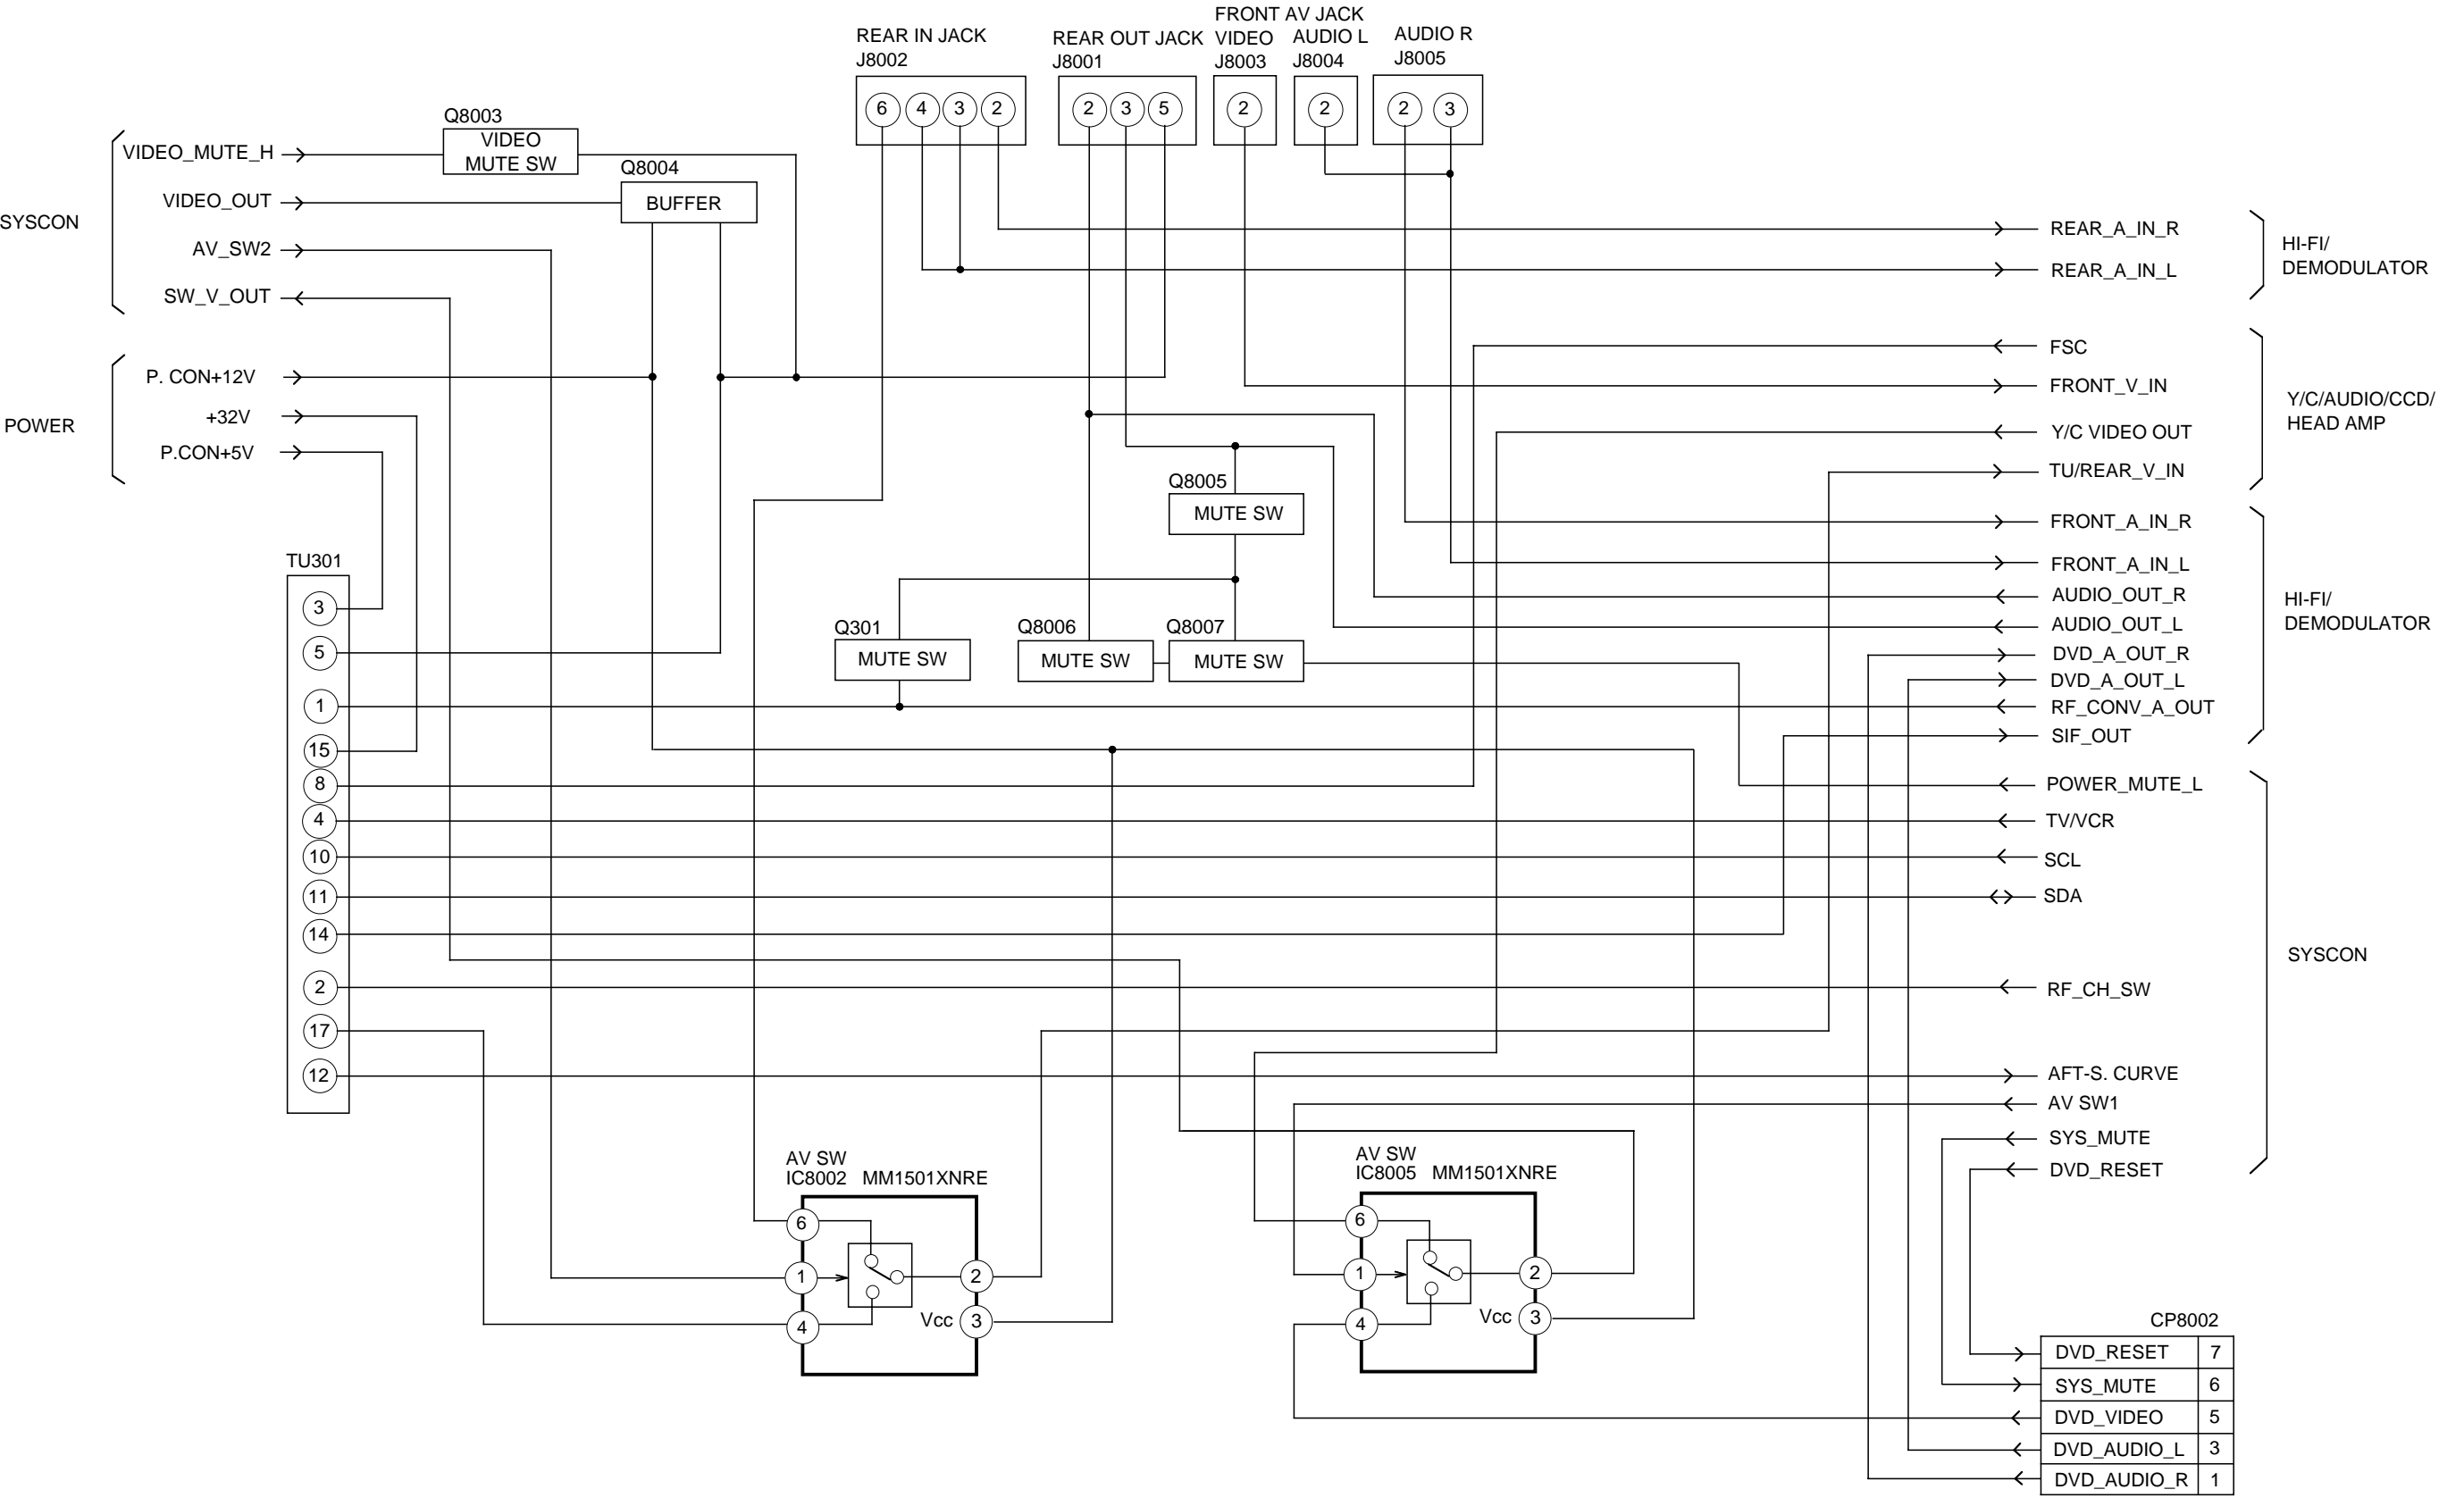 FRONT AV JACK
REAR IN JACK
J8002
REAR OUT JACK
J8001
VIDEO
J8003
AUDIO L
J8004
AUDIO R
J8005
6
4
3
2
2
3
5
2
2
2
3
SYSCON
VIDEO_MUTE_H
VIDEO_OUT
AV_SW2
SW_V_OUT
Q8003
VIDEO
MUTE SW
Q8004
BUFFER
POWER
P. CON+12V
+32V
P.CON+5V
REAR_A_IN_R
REAR_A_IN_L
HI-FI/
DEMODULATOR
FSC
FRONT_V_IN
Y/C VIDEO OUT
TU/REAR_V_IN
Y/C/AUDIO/CCD/
HEAD AMP
Q8005
MUTE SW
Q301
MUTE SW
Q8006
MUTE SW
Q8007
MUTE SW
FRONT_A_IN_R
FRONT_A_IN_L
AUDIO_OUT_R
AUDIO_OUT_L
DVD_A_OUT_R
DVD_A_OUT_L
RF_CONV_A_OUT
SIF_OUT
HI-FI/
DEMODULATOR
TU301
3
5
1
15
8
4
10
11
14
2
17
12
POWER_MUTE_L
TV/VCR
SCL
SDA
RF_CH_SW
AFT-S. CURVE
AV SW1
SYS_MUTE
DVD_RESET
SYSCON
AV SW
IC8002 MM1501XNRE
6
1
4
2
Vcc 3
AV SW
IC8005 MM1501XNRE
6
1
4
2
Vcc 3
CP8002
DVD_RESET 7
SYS_MUTE 6
DVD_VIDEO 5
DVD_AUDIO_L 3
DVD_AUDIO_R 1